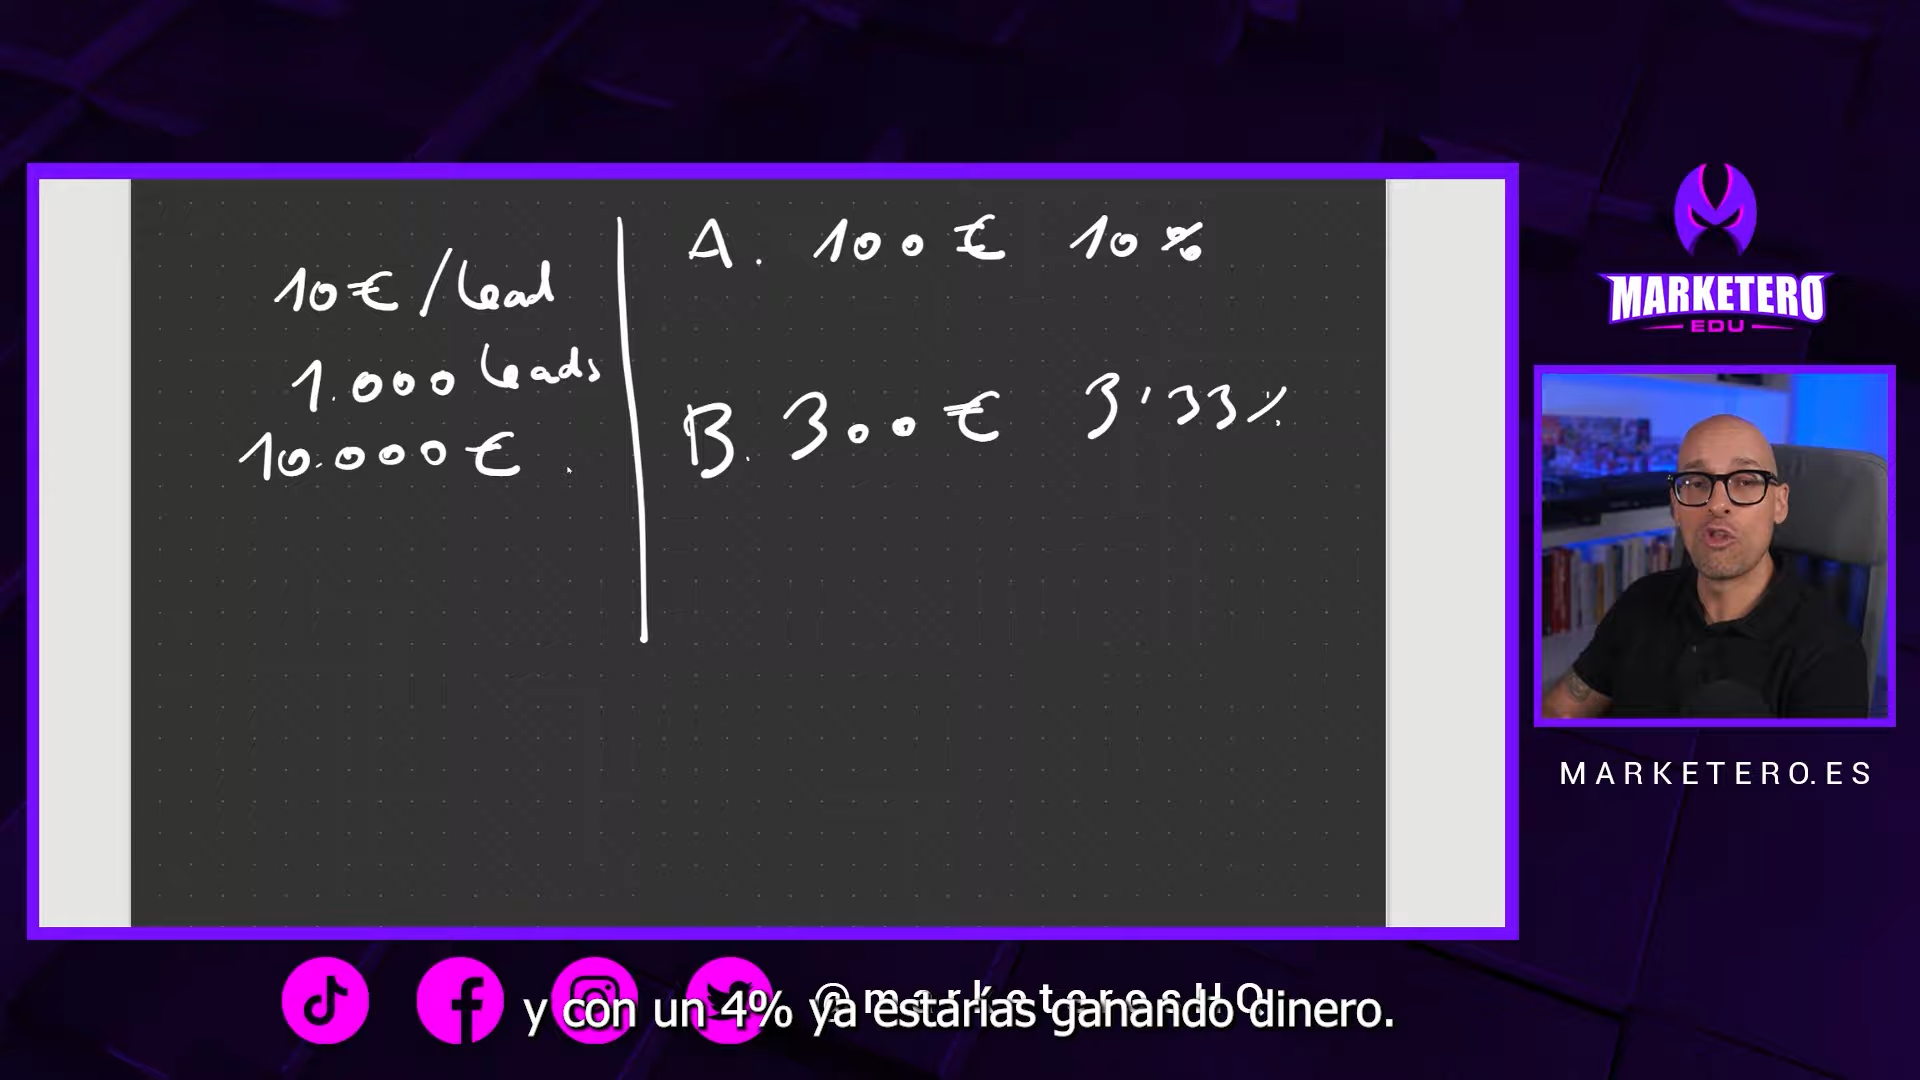 10€/Lead
1.000 Leads
10.000€
A. 100€ 10%
B. 300€ 3'33%
MARKETERO
EDU
MARKETERO.ES
y con un 4% ya estarías ganando dinero.